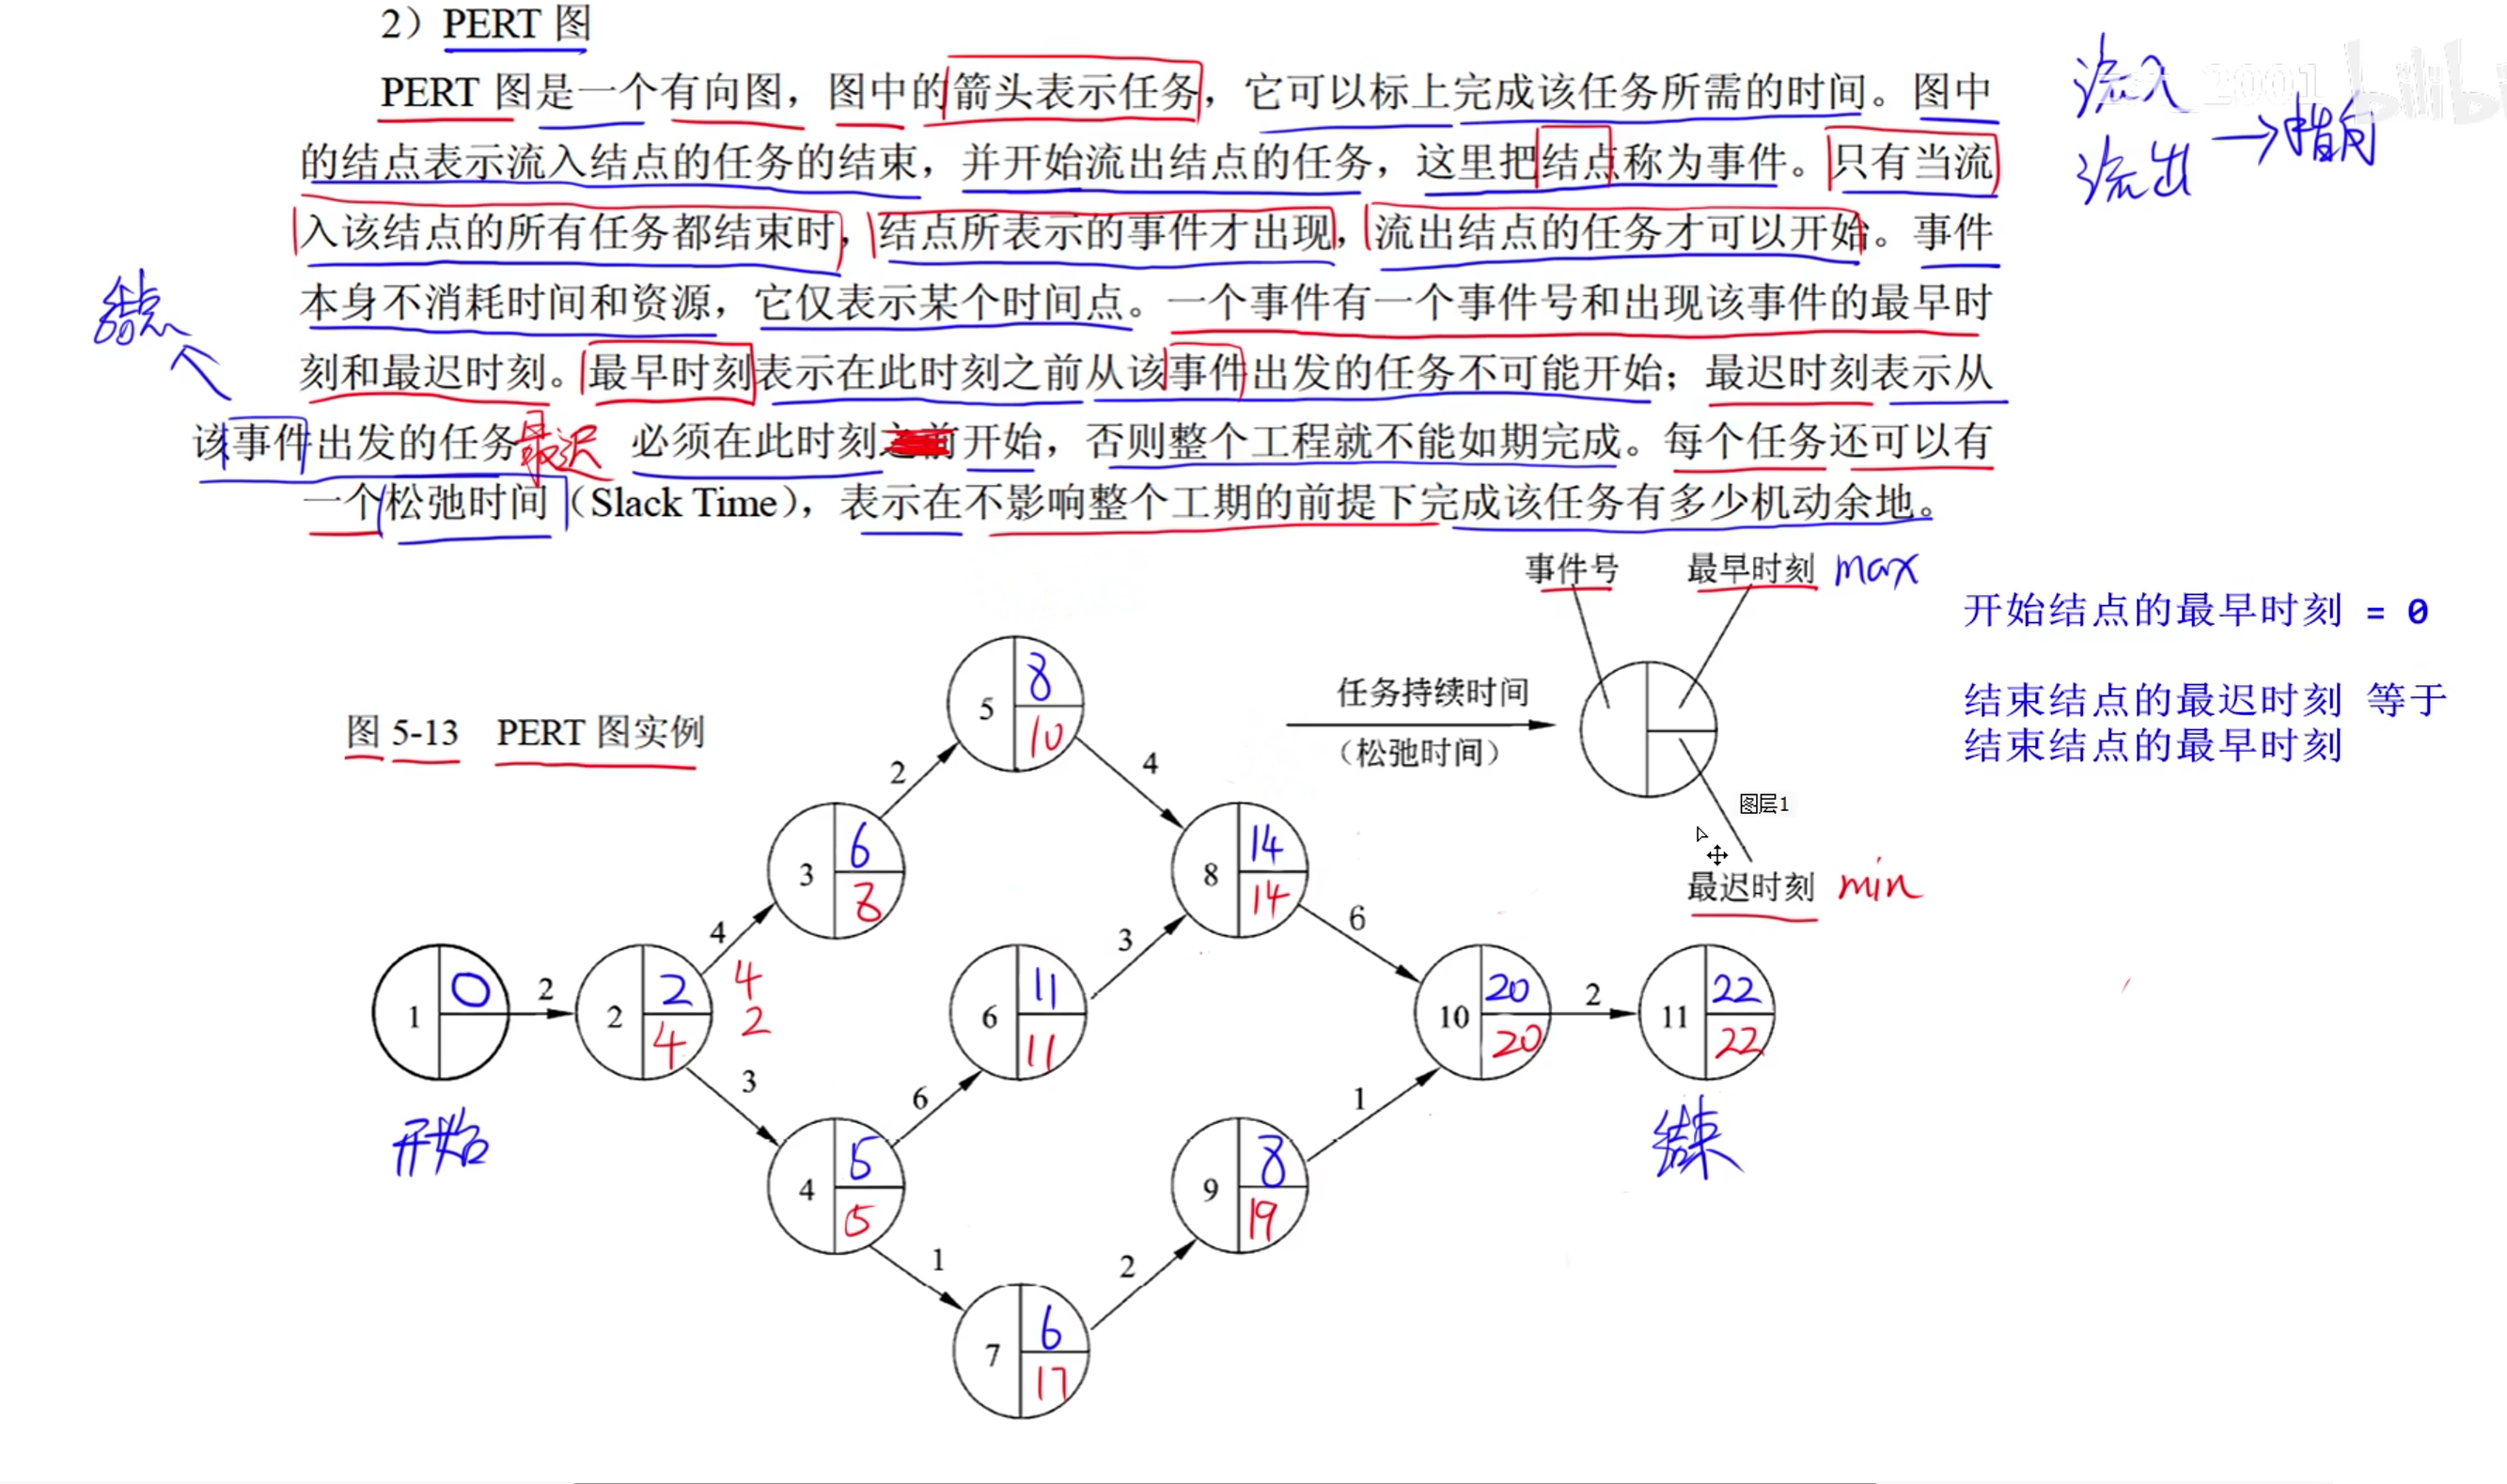 2）PERT 图
PERT 图是一个有向图，图中的箭头表示任务，它可以标上完成该任务所需的时间。图中
的结点表示流入结点的任务的结束，并开始流出结点的任务，这里把结点称为事件。只有当流
入该结点的所有任务都结束时，结点所表示的事件才出现，流出结点的任务才可以开始。事件
本身不消耗时间和资源，它仅表示某个时间点。一个事件有一个事件号和出现该事件的最早时
刻和最迟时刻。最早时刻表示在此时刻之前从该事件出发的任务不可能开始；最迟时刻表示从
该事件出发的任务最迟 必须在此时刻之前开始，否则整个工程就不能如期完成。每个任务还可以有
一个松弛时间（Slack Time），表示在不影响整个工期的前提下完成该任务有多少机动余地。
流入
流出 →指向
2001 bilibi
结点
事件号 最早时刻 max
任务持续时间
（松弛时间）
图层1
最迟时刻 min
开始结点的最早时刻 = 0
结束结点的最迟时刻 等于
结束结点的最早时刻
图 5-13 PERT 图实例
5 8 10
2
4
3 6 8
8 14 14
4
3
6
1 0
2
2 2 4
4
2
6 11 11
10 20 20
2
11 22 22
3
6
1
开始
结束
4 5 5
9 8 19
1
2
7 6 17